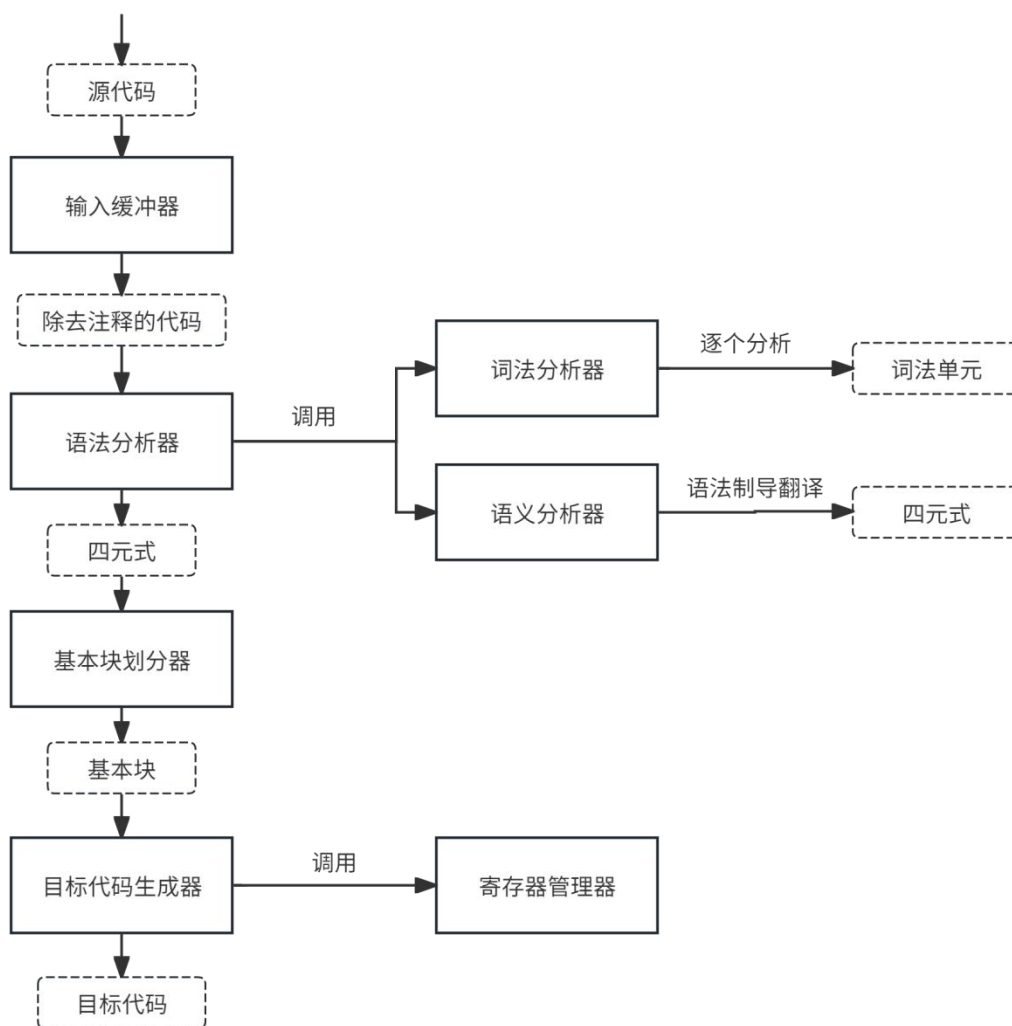 源代码
输入缓冲器
除去注释的代码
词法分析器
逐个分析
词法单元
语法分析器
调用
语义分析器
语法制导翻译
四元式
四元式
基本块划分器
基本块
目标代码生成器
调用
寄存器管理器
目标代码